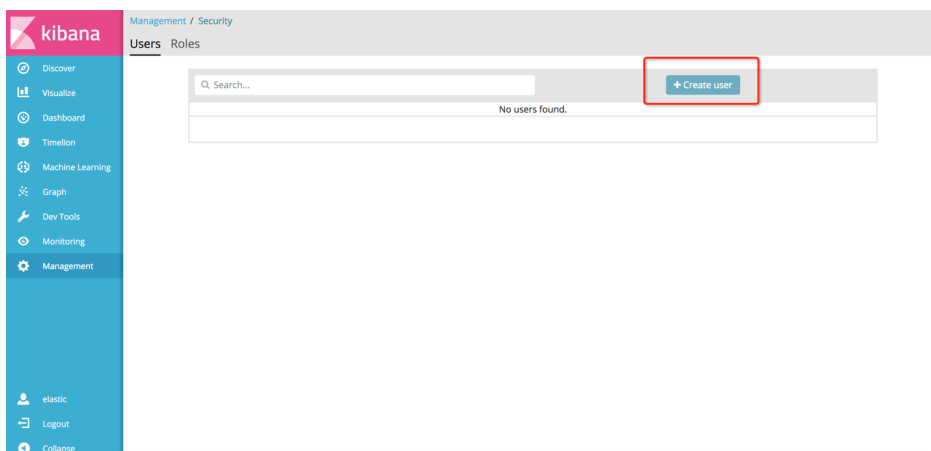 kibana
Management / Security
Users Roles
Discover
Visualize
Dashboard
Timelion
Machine Learning
Graph
Dev Tools
Monitoring
Management
elastic
Logout
Collapse
Search...
+ Create user
No users found.